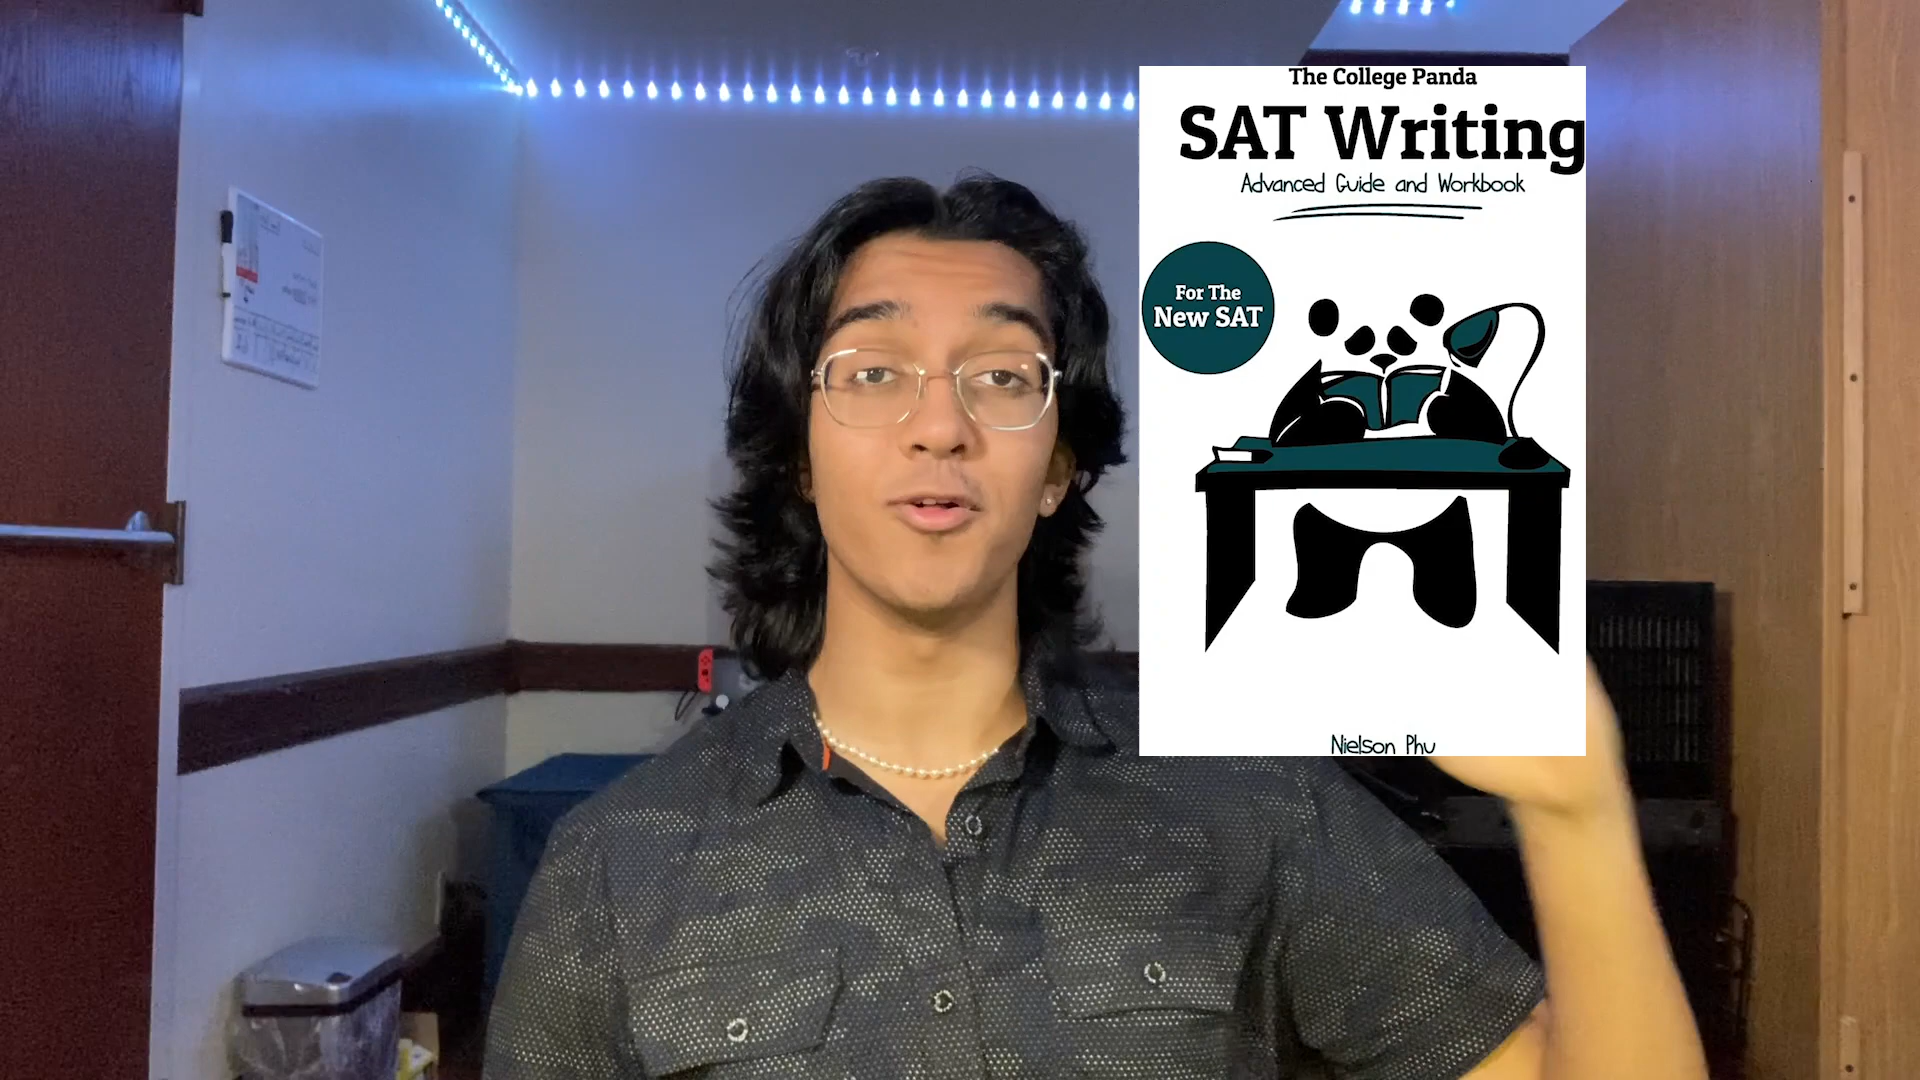 The College Panda
SAT Writing
Advanced Guide and Workbook
For The
New SAT
Nielson Phu